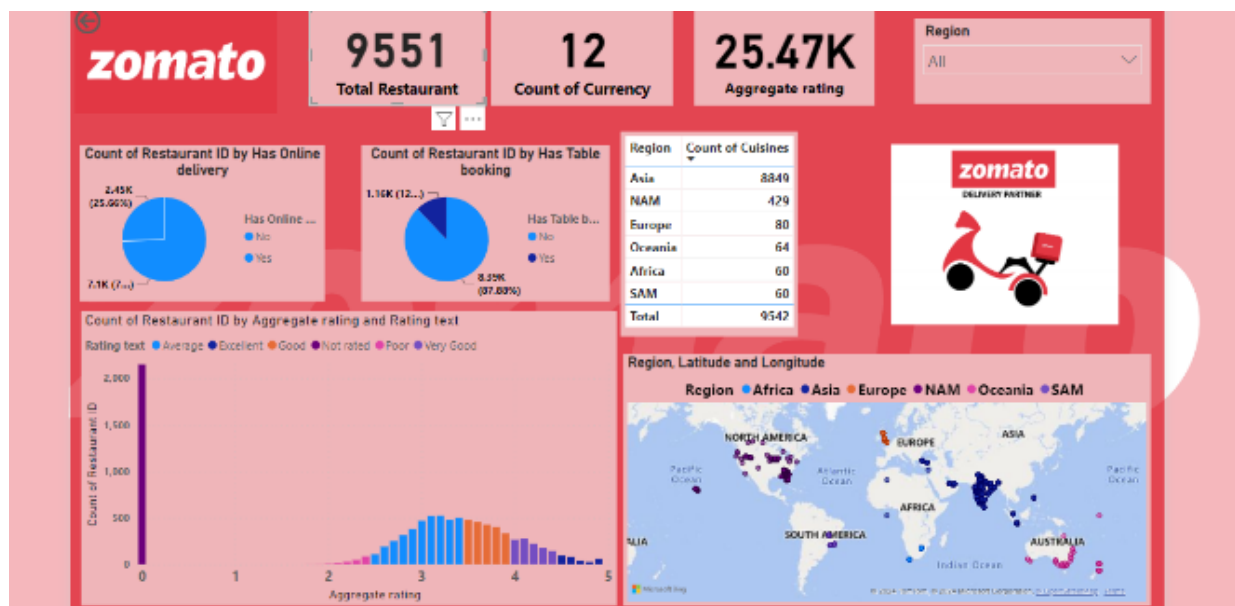 zomato
9551
Total Restaurant
12
Count of Currency
25.47K
Aggregate rating
Region
All
Count of Restaurant ID by Has Online
delivery
2.45K
(25.66%)
7.1K (7...)
Has Online ...
No
Yes
Count of Restaurant ID by Has Table
booking
1.16K (12...)
8.39K
(87.88%)
Has Table b...
No
Yes
Region Count of Cuisines
Asia 8849
NAM 429
Europe 80
Oceania 64
Africa 60
SAM 60
Total 9542
zomato
DELIVERY PARTNER
Count of Restaurant ID by Aggregate rating and Rating text
Rating text Average Excellent Good Not rated Poor Very Good
Count of Restaurant ID
2,000
1,500
1,000
500
0
0 1 2 3 4 5
Aggregate rating
Region, Latitude and Longitude
Region Africa Asia Europe NAM Oceania SAM
NORTH AMERICA
EUROPE
ASIA
Pacific
Ocean
Atlantic
Ocean
Pacific
Ocean
AFRICA
SOUTH AMERICA
ALIA
AUSTRALIA
Indian Ocean
Microsoft Bing